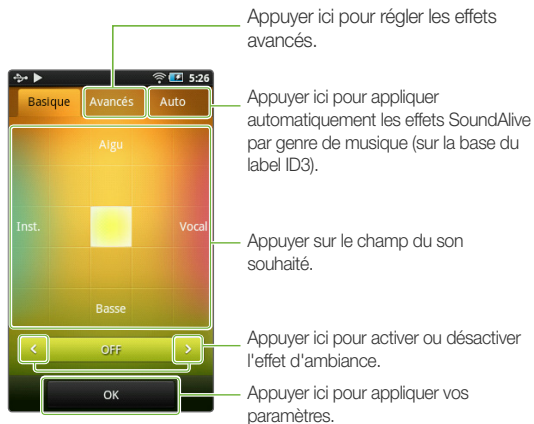 Appuyer ici pour régler les effets
avancés.
5:26
Basique Avancés Auto
Appuyer ici pour appliquer
automatiquement les effets SoundAlive
par genre de musique (sur la base du
label ID3).
Algu
Inst. Vocal
Appuyer sur le champ du son
souhaité.
Basse
< OFF >
Appuyer ici pour activer ou désactiver
l'effet d'ambiance.
OK
Appuyer ici pour appliquer vos
paramètres.